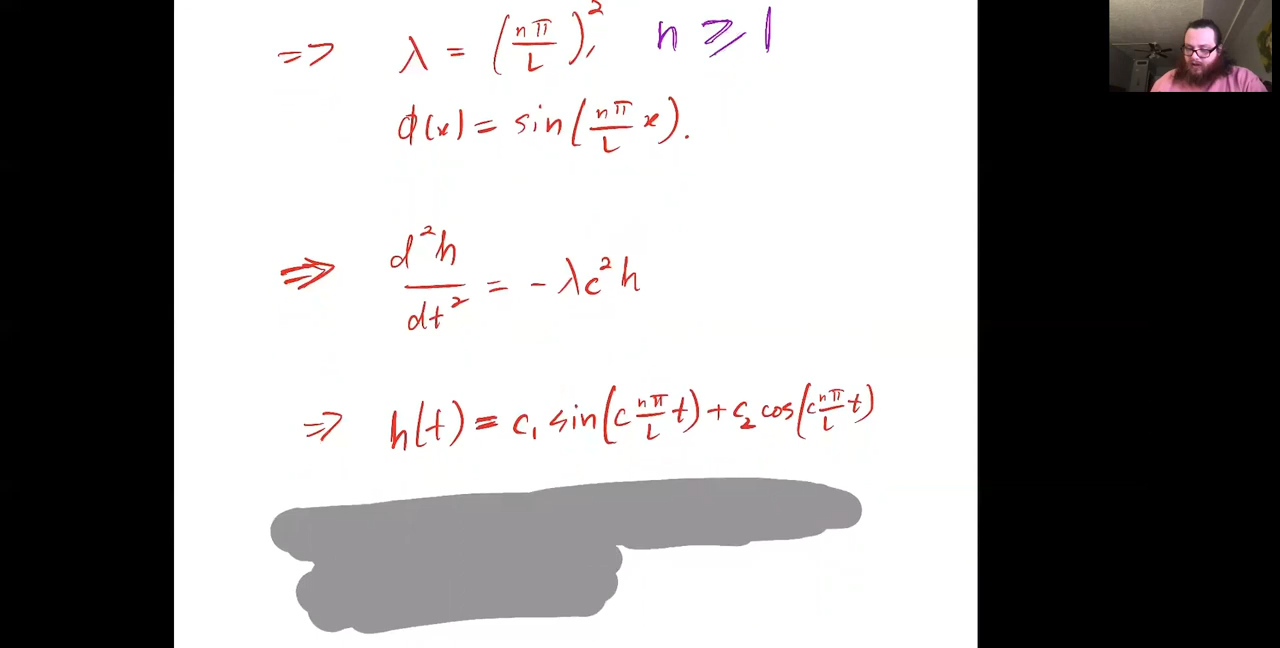 => λ = (nπ/L)², n ≥ 1
φ(x) = sin(nπ/L x).
=> d²h/dt² = - λc²h
=> h(t) = c₁ sin(c nπ/L t) + c₂ cos(c nπ/L t)